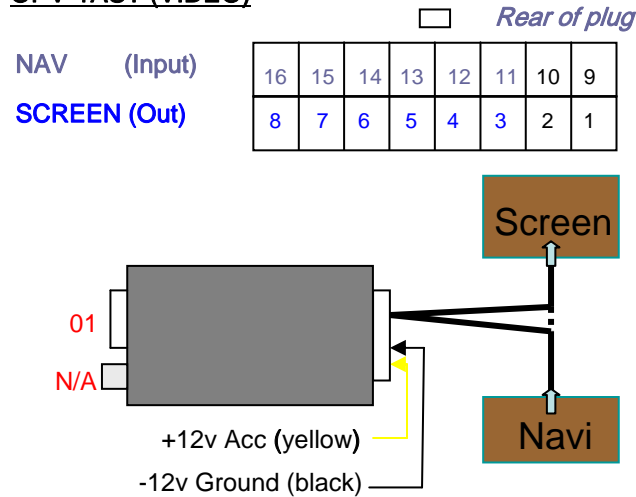 Rear of plug
NAV (Input) 16 15 14 13 12 11 10 9
SCREEN (Out) 8 7 6 5 4 3 2 1
Screen
01
N/A
+12v Acc (yellow)
Navi
-12v Ground (black)